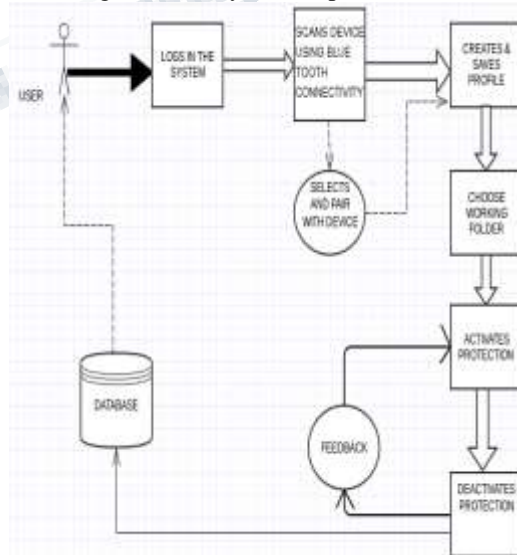 USER
LOGS IN THE
SYSTEM
SCANS DEVICE
USING BLUE
TOOTH
CONNECTIVITY
CREATES &
SAVES
PROFILE
SELECTS
AND PAIR
WITH DEVICE
CHOOSE
WORKING
FOLDER
ACTIVATES
PROTECTION
DATABASE
FEEDBACK
DEACTIVATES
PROTECTION